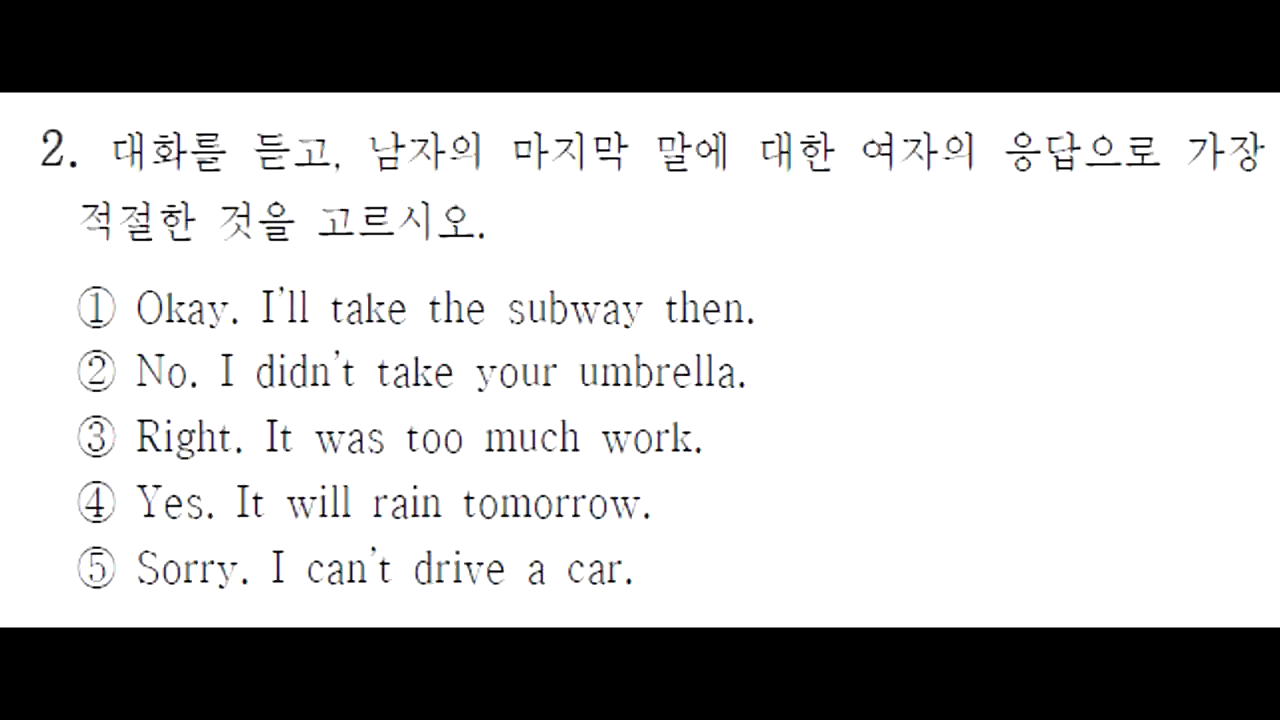 2. 대화를 듣고, 남자의 마지막 말에 대한 여자의 응답으로 가장
적절한 것을 고르시오.
① Okay. I'll take the subway then.
② No. I didn't take your umbrella.
③ Right. It was too much work.
④ Yes. It will rain tomorrow.
⑤ Sorry. I can't drive a car.